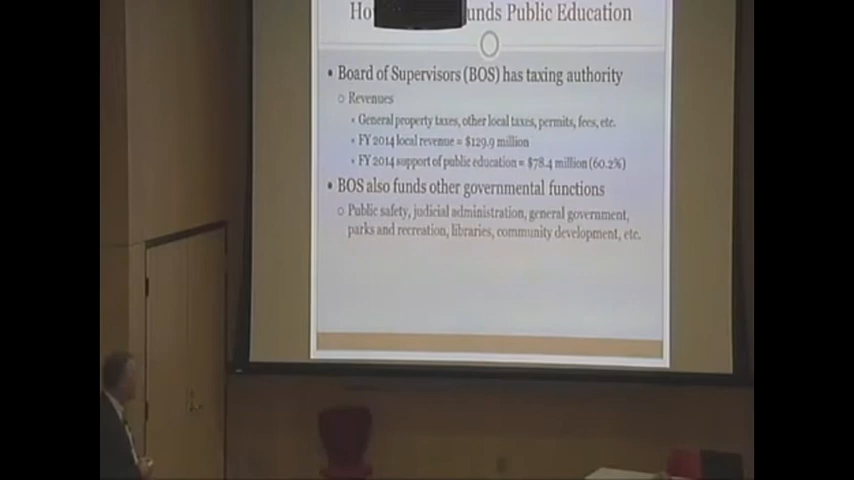 Ho unds Public Education
• Board of Supervisors (BOS) has taxing authority
○ Revenues
• General property taxes, other local taxes, permits, fees, etc.
• FY 2014 local revenue = $129.9 million
• FY 2014 support of public education = $78.4 million (60.2%)
• BOS also funds other governmental functions
○ Public safety, judicial administration, general government,
parks and recreation, libraries, community development, etc.